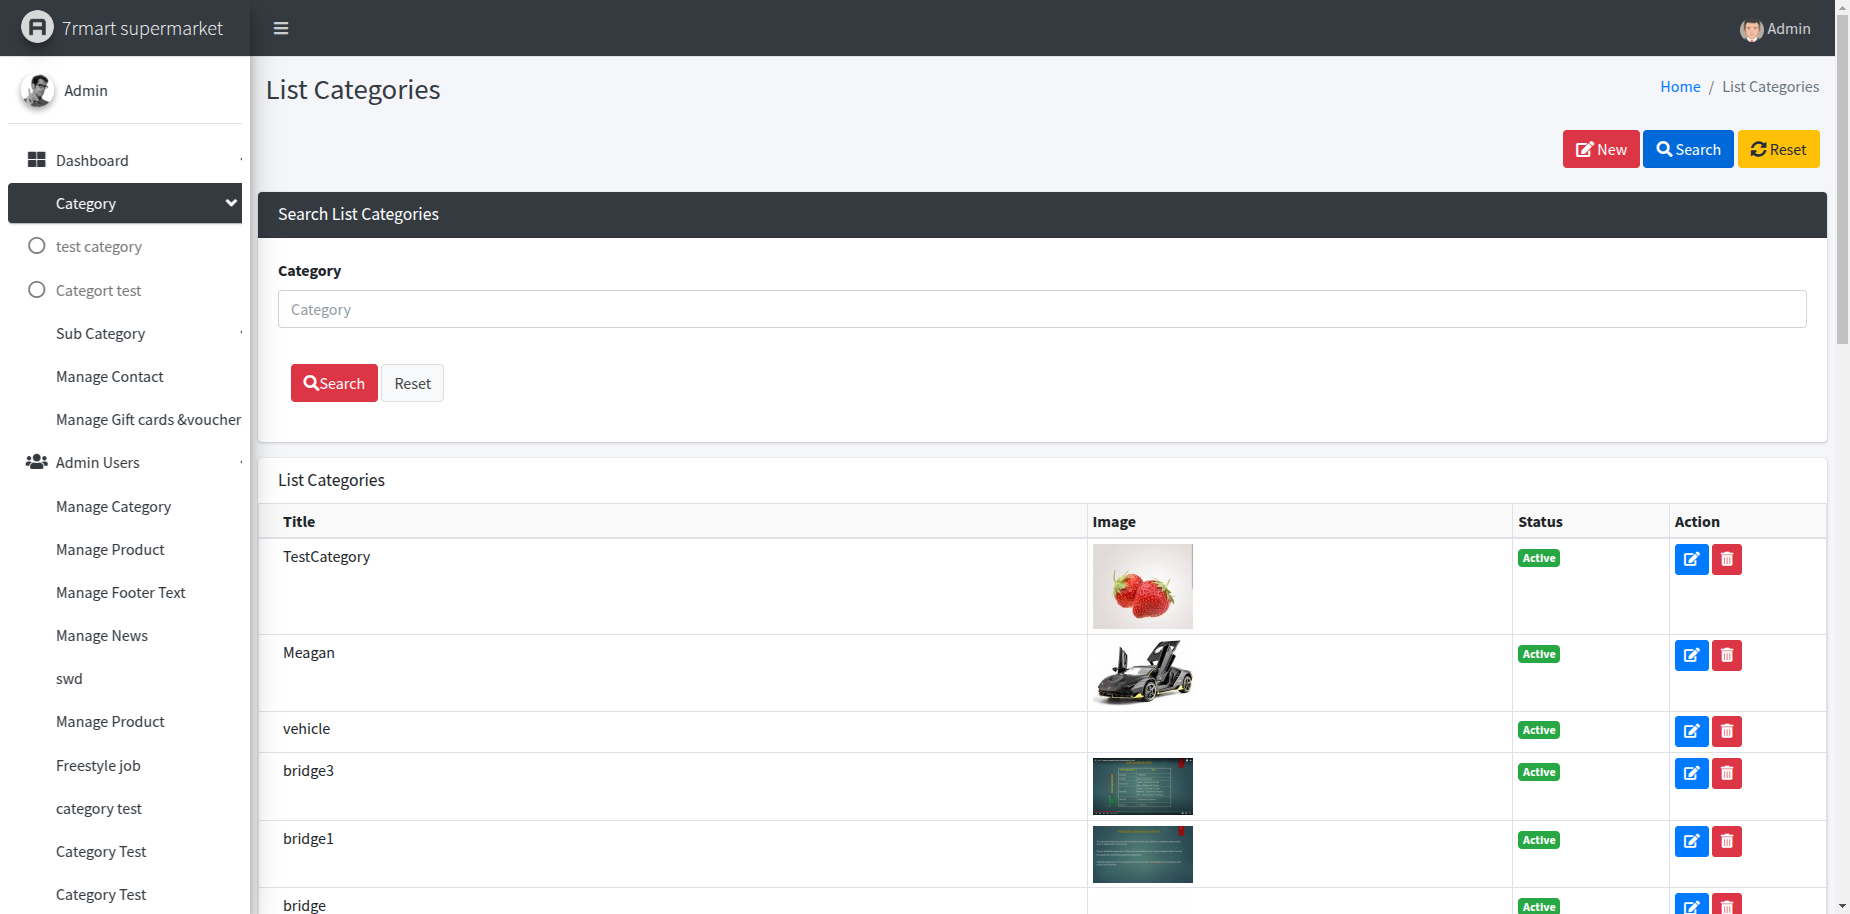 7rmart supermarket
Admin
Admin
List Categories
Home / List Categories
New
Search
Reset
Dashboard
Category
test category
Categort test
Sub Category
Manage Contact
Manage Gift cards &voucher
Admin Users
Manage Category
Manage Product
Manage Footer Text
Manage News
swd
Manage Product
Freestyle job
category test
Category Test
Category Test
Search List Categories
Category
Category
Search
Reset
List Categories
Title Image Status Action
TestCategory Active
Meagan Active
vehicle Active
bridge3 Active
bridge1 Active
bridge Active